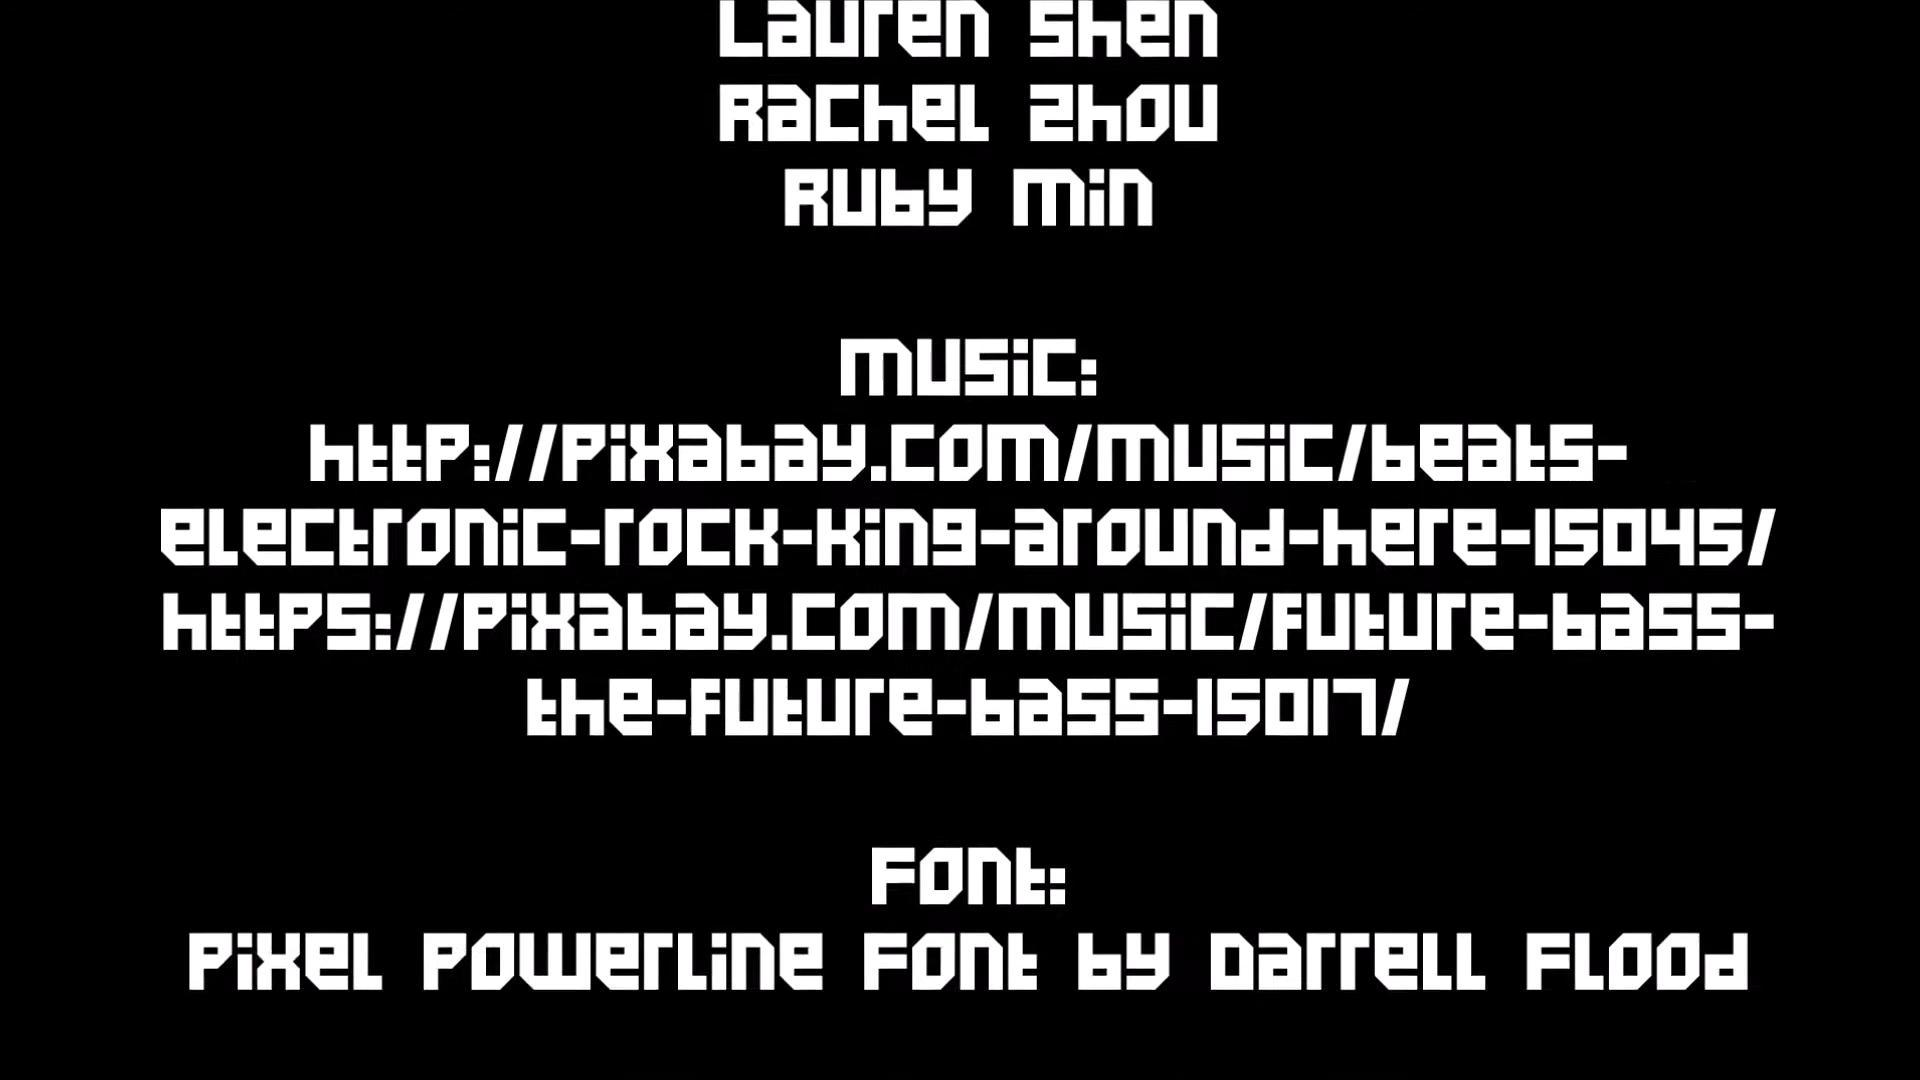 Lauren Shen
Rachel Zhou
Ruby Min
Music:
http://pixabay.com/music/beats-
electronic-rock-king-around-here-15045/
https://pixabay.com/music/future-bass-
the-future-bass-15017/
Font:
Pixel Powerline Font by Darrell Flood